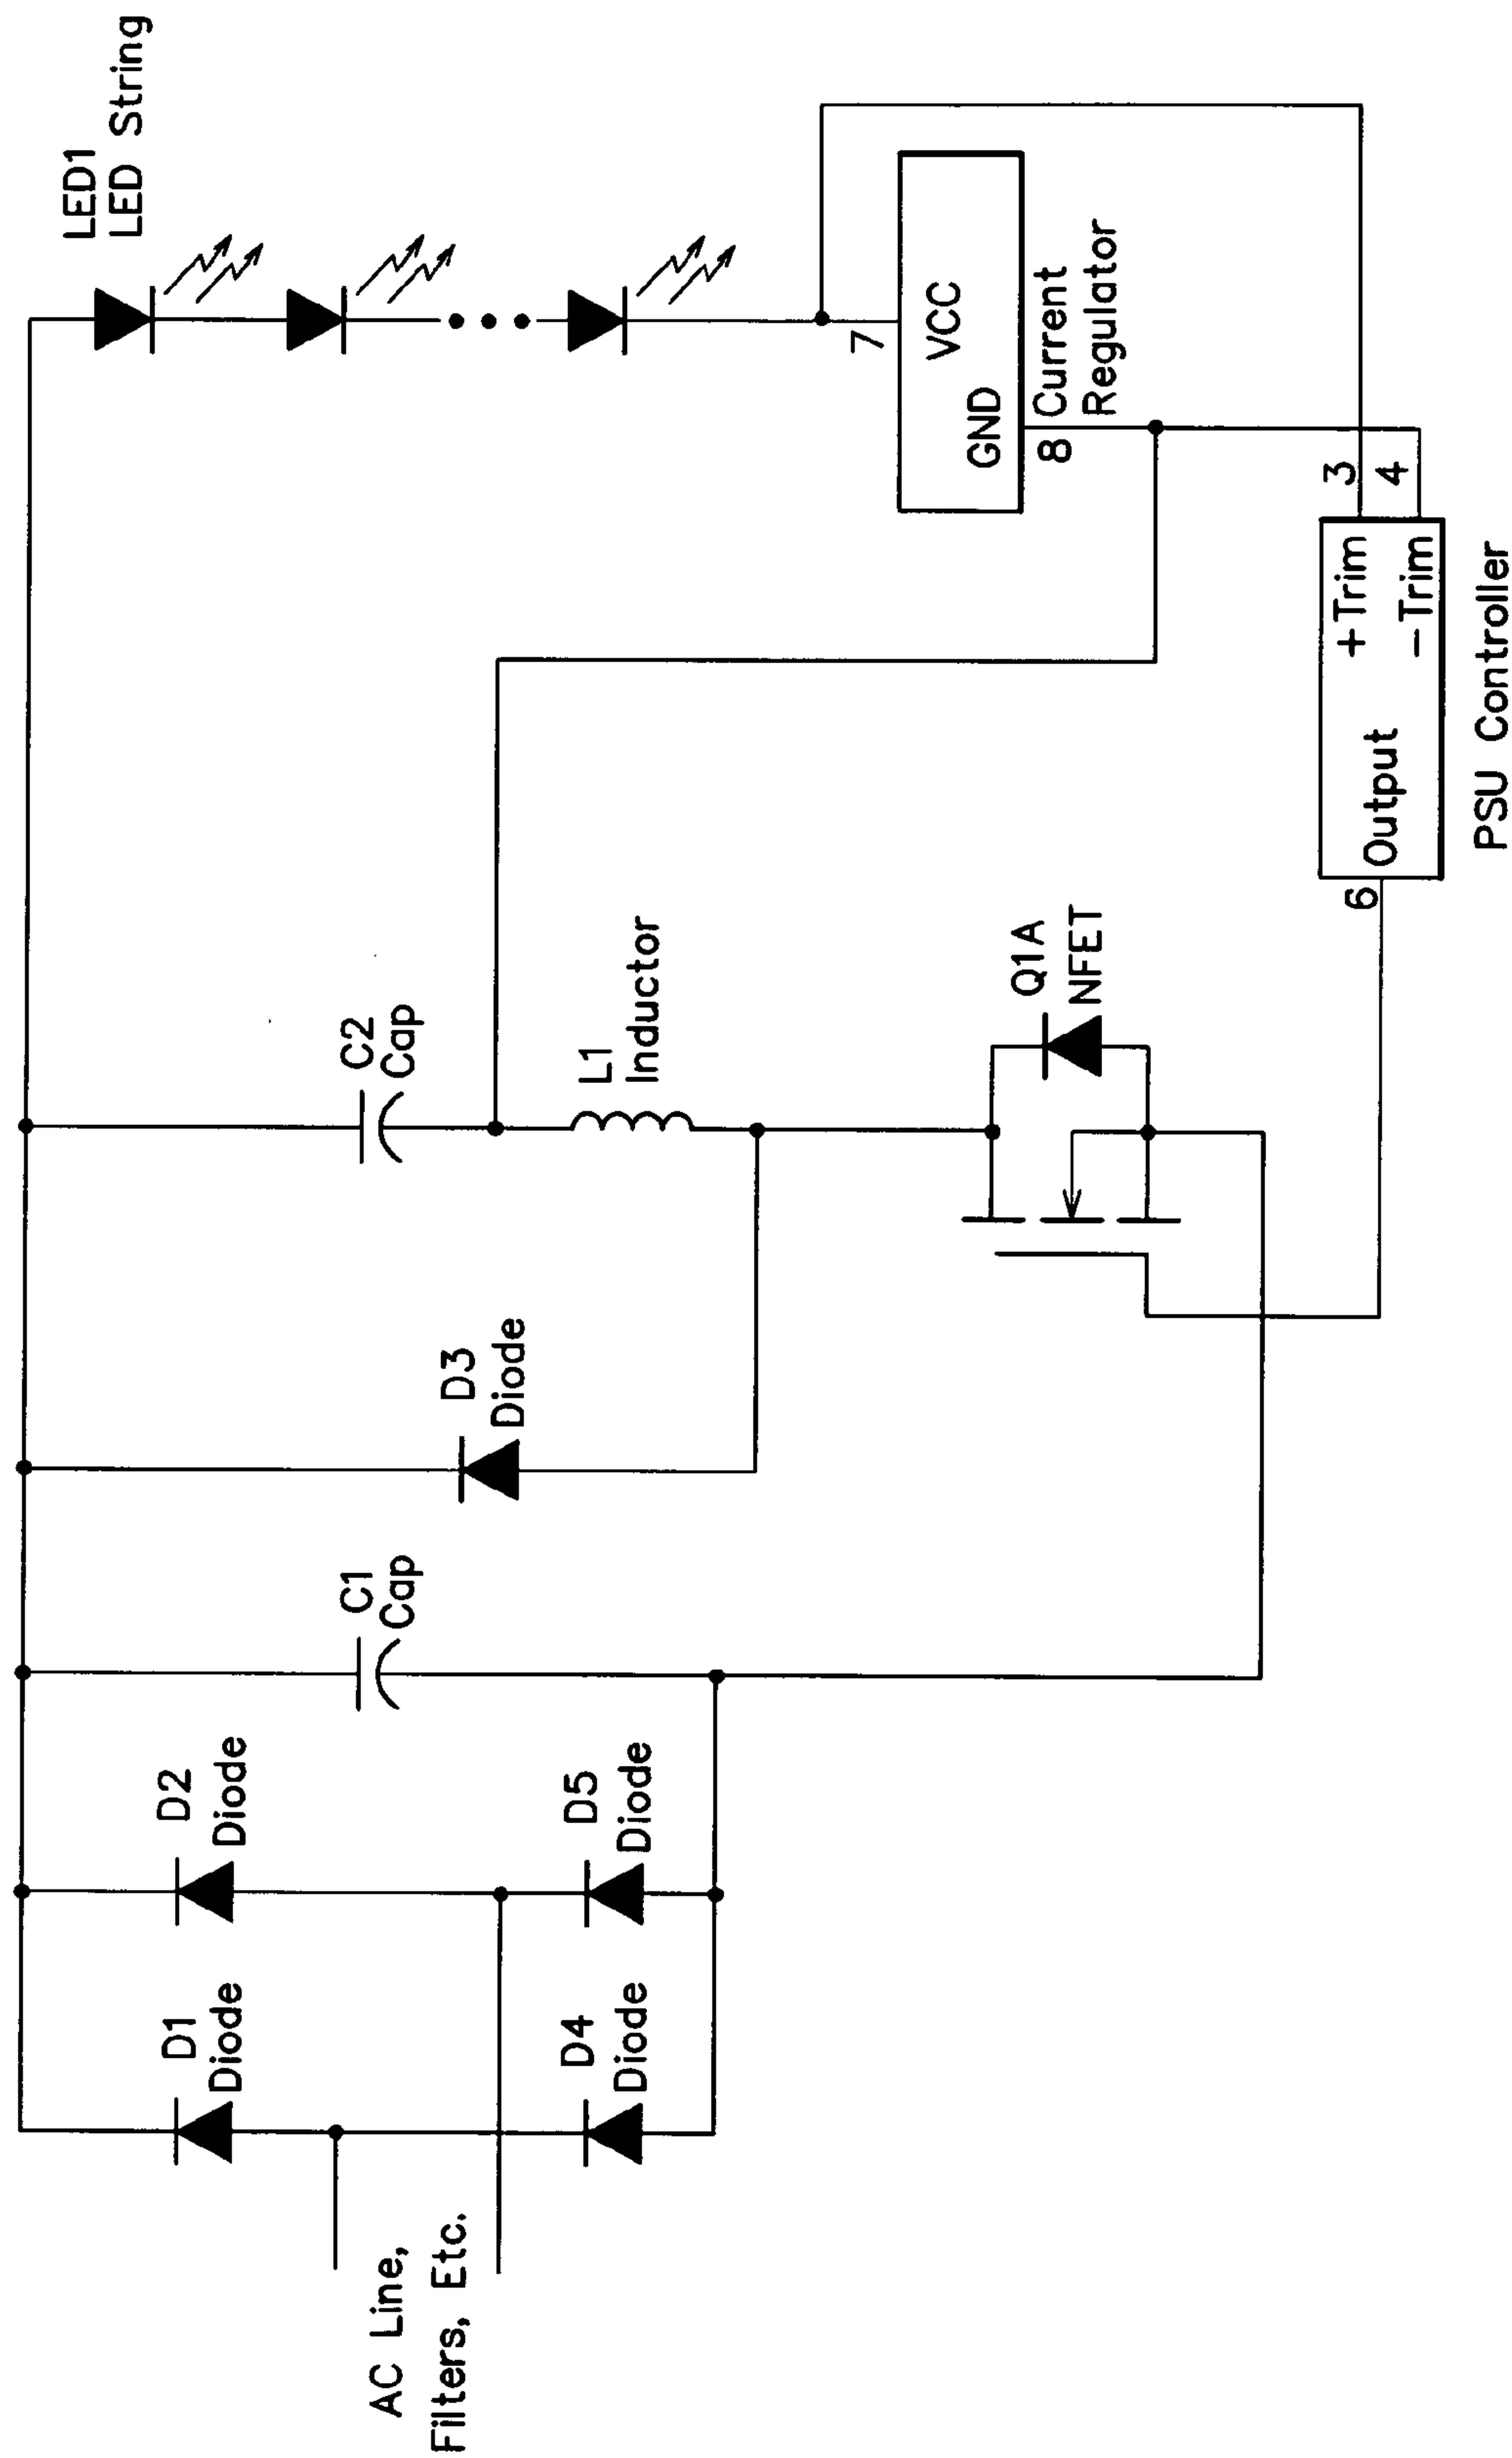 LED1
LED String
D1
Diode
D2
Diode
C1
Cap
D3
Diode
C2
Cap
AC Line,
Filters, Etc.
D4
Diode
D5
Diode
L1
Inductor
7
VCC
GND
8
Current
Regulator
Q1A
NFET
3
4
+Trim
-Trim
Output
6
PSU Controller